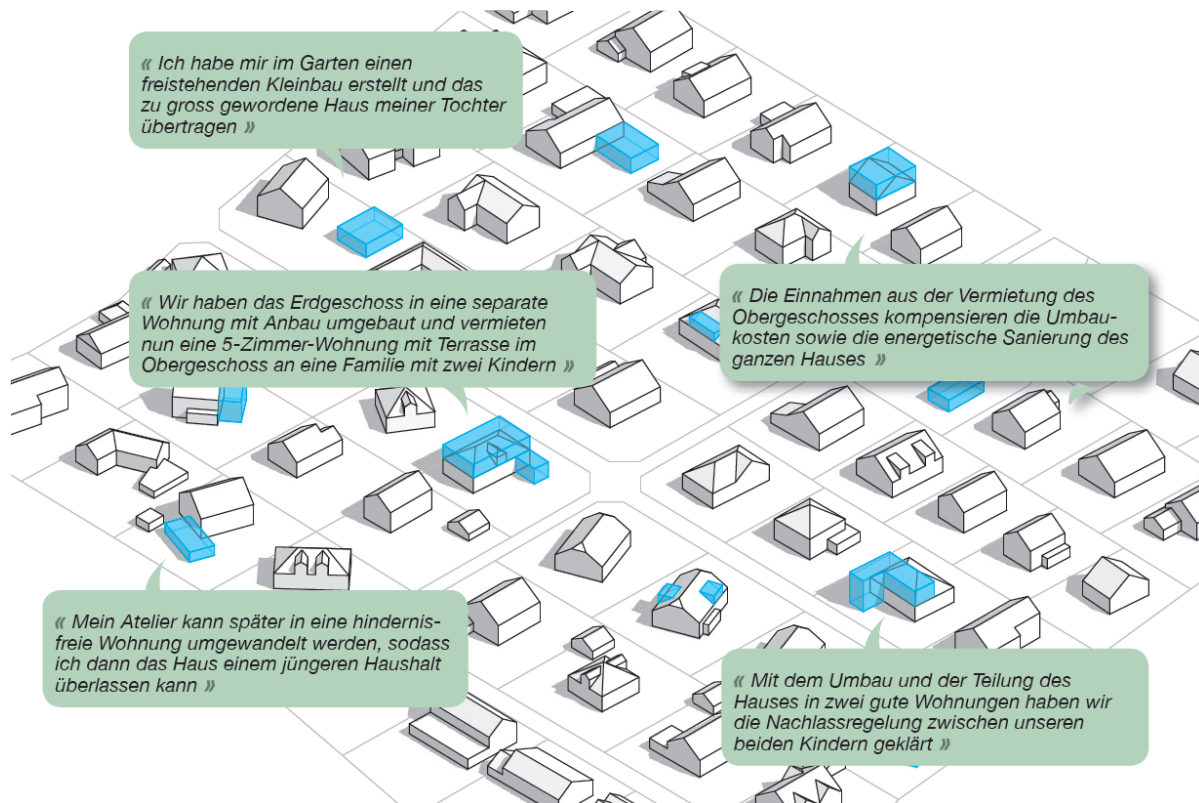 « Ich habe mir im Garten einen
freistehenden Kleinbau erstellt und das
zu gross gewordene Haus meiner Tochter
übertragen »
« Wir haben das Erdgeschoss in eine separate
Wohnung mit Anbau umgebaut und vermieten
nun eine 5-Zimmer-Wohnung mit Terrasse im
Obergeschoss an eine Familie mit zwei Kindern »
« Die Einnahmen aus der Vermietung des
Obergeschosses kompensieren die Umbau-
kosten sowie die energetische Sanierung des
ganzen Hauses »
« Mein Atelier kann später in eine hindernis-
freie Wohnung umgewandelt werden, sodass
ich dann das Haus einem jüngeren Haushalt
überlassen kann »
« Mit dem Umbau und der Teilung des
Hauses in zwei gute Wohnungen haben wir
die Nachlassregelung zwischen unseren
beiden Kindern geklärt »